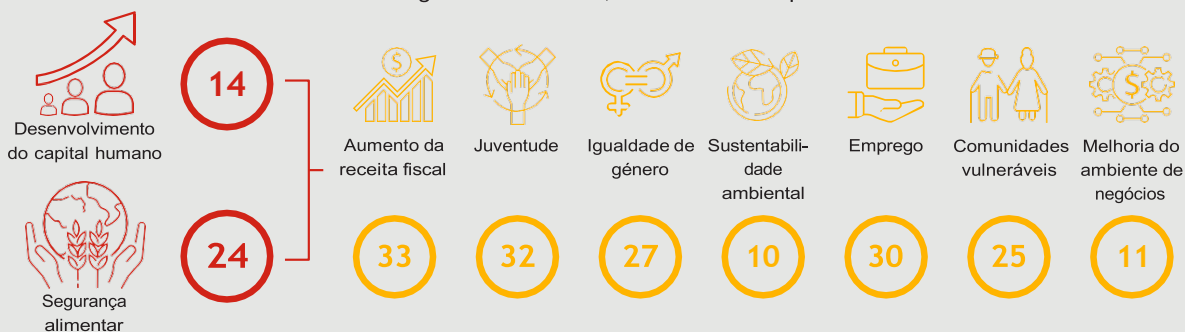 14
Desenvolvimento
do capital humano
24
Segurança
alimentar
$
Aumento da
receita fiscal
33
Juventude
32
Igualdade de
género
27
Sustentabili-
dade
ambiental
10
Emprego
30
Comunidades
vulneráveis
25
$
Melhoria do
ambiente de
negócios
11